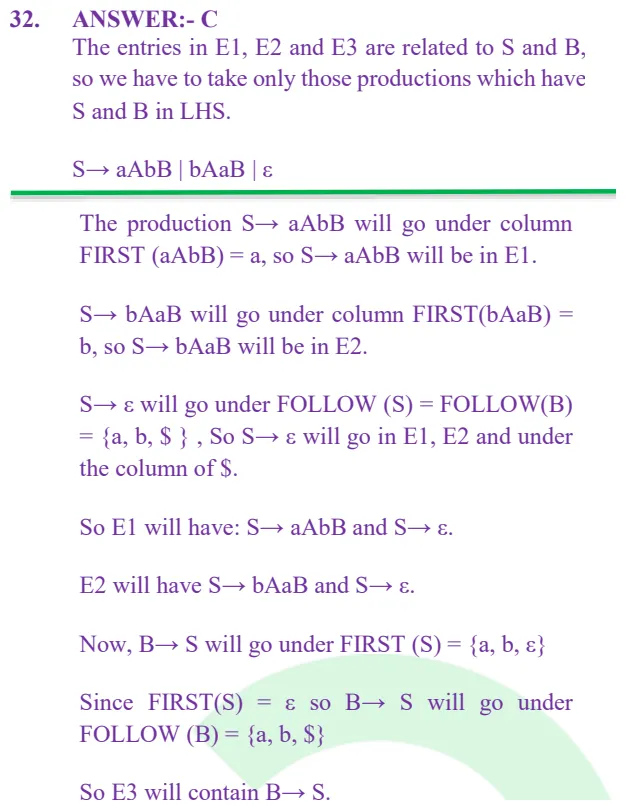 32. ANSWER:- C
The entries in E1, E2 and E3 are related to S and B,
so we have to take only those productions which have
S and B in LHS.
S→ aAbB | bAaB | ε
The production S→ aAbB will go under column
FIRST (aAbB) = a, so S→ aAbB will be in E1.
S→ bAaB will go under column FIRST(bAaB) =
b, so S→ bAaB will be in E2.
S→ ε will go under FOLLOW (S) = FOLLOW(B)
= {a, b, $ } , So S→ ε will go in E1, E2 and under
the column of $.
So E1 will have: S→ aAbB and S→ ε.
E2 will have S→ bAaB and S→ ε.
Now, B→ S will go under FIRST (S) = {a, b, ε}
Since FIRST(S) = ε so B→ S will go under
FOLLOW (B) = {a, b, $}
So E3 will contain B→ S.